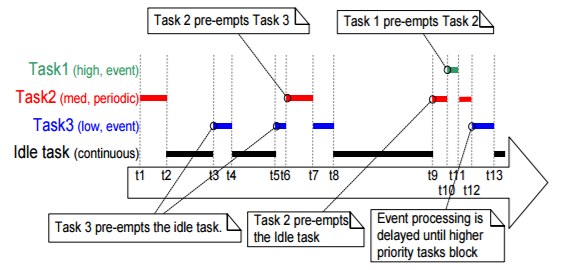 Task 2 pre-empts Task 3
Task 1 pre-empts Task 2
Task1 (high, event)
Task2 (med, periodic)
Task3 (low, event)
Idle task (continuous)
t1 t2 t3 t4 t5 t6 t7 t8 t9 t11 t13
t10 t12
Task 3 pre-empts the idle task.
Task 2 pre-empts
the Idle task
Event processing is
delayed until higher
priority tasks block